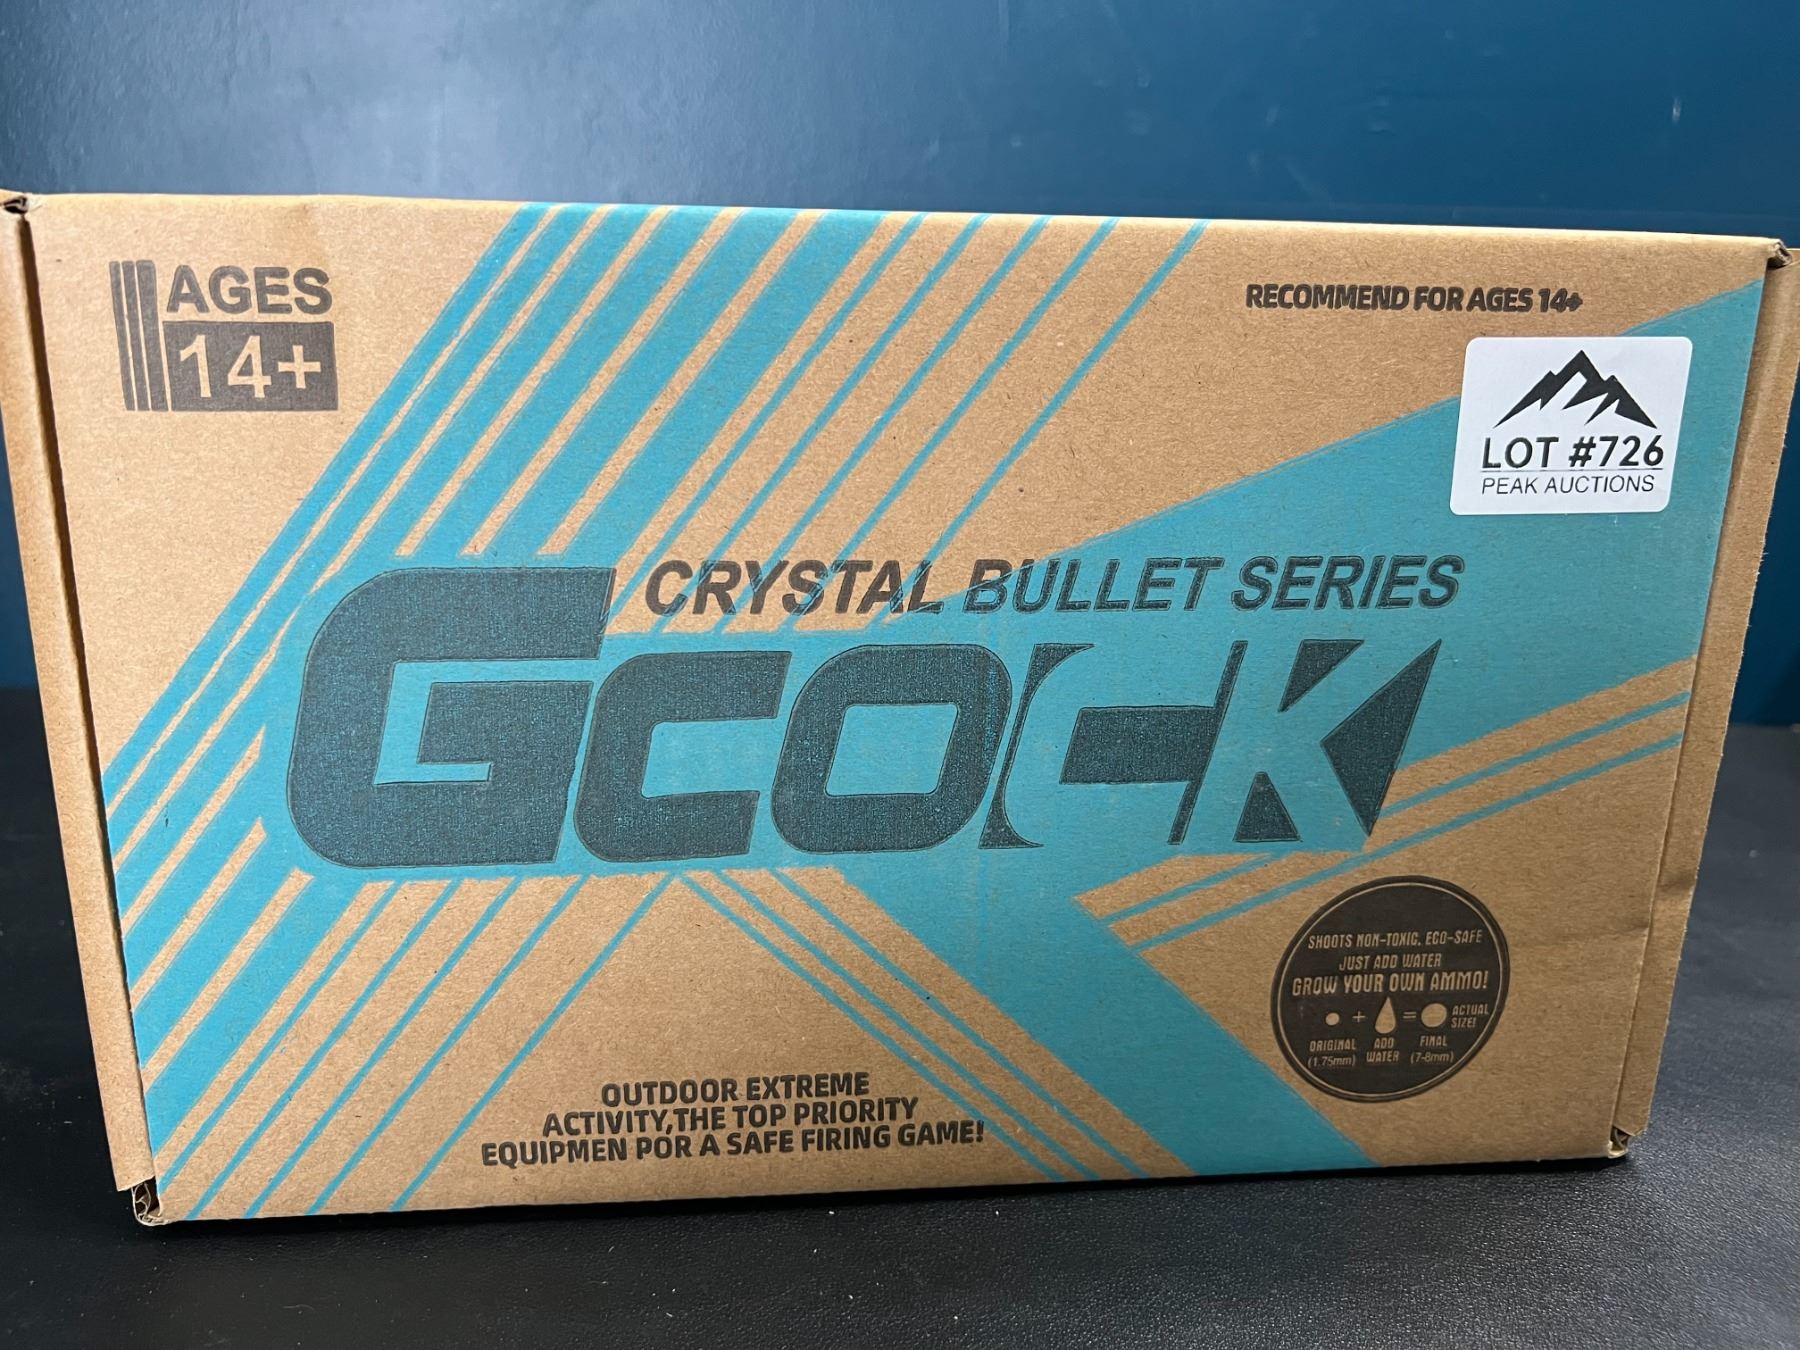 AGES
14+
RECOMMEND FOR AGES 14+
LOT #726
PEAK AUCTIONS
CRYSTAL BULLET SERIES
GCOCK
SHOOTS NON-TOXIC, ECO-SAFE
JUST ADD WATER
GROW YOUR OWN AMMO!
+ = ACTUAL
SIZE!
ORIGINAL ADD FINAL
(1.75mm) WATER (7-8mm)
OUTDOOR EXTREME
ACTIVITY,THE TOP PRIORITY
EQUIPMEN POR A SAFE FIRING GAME!